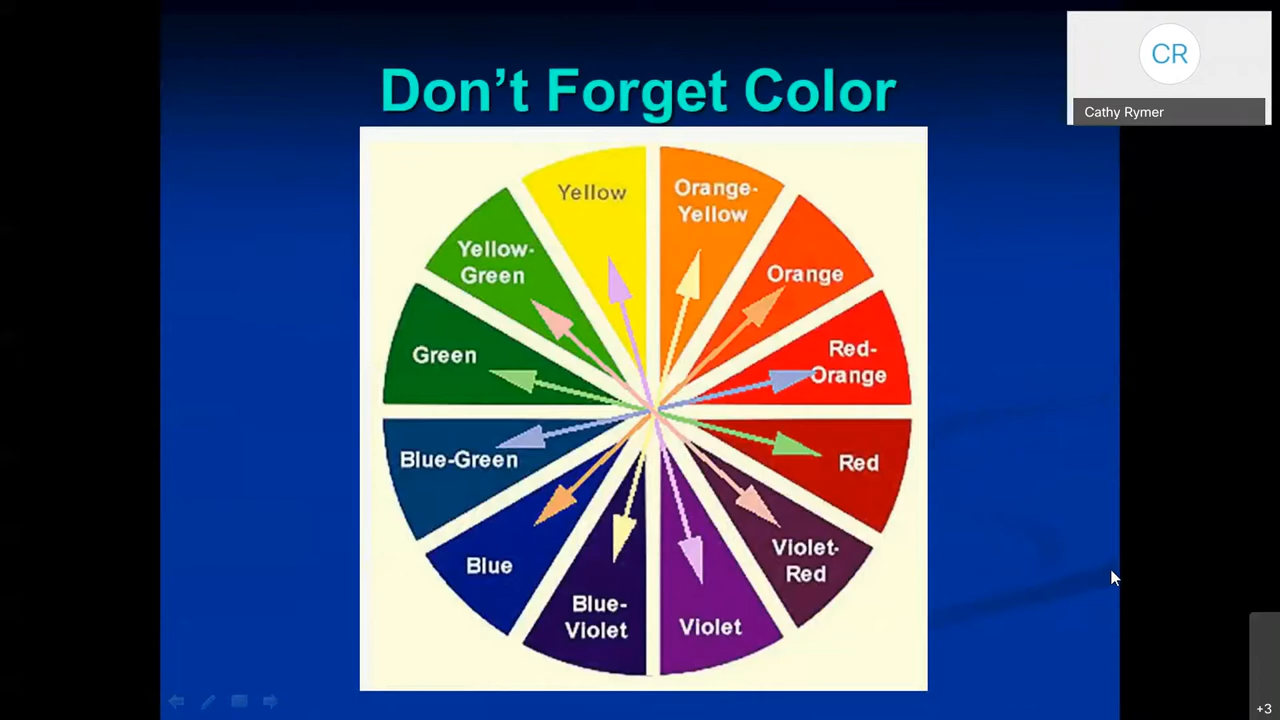 Don't Forget Color
CR
Cathy Rymer
Yellow
Orange-
Yellow
Yellow-
Green
Orange
Green
Red-
Orange
Blue-Green
Red
Blue
Violet-
Red
Blue-
Violet
Violet
+3